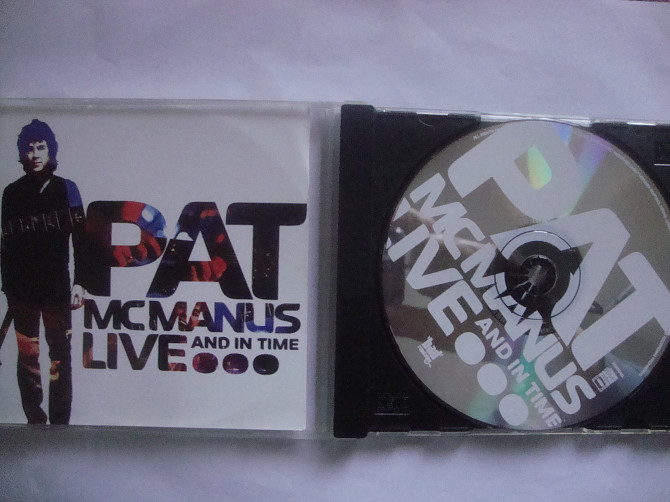 PAT
MCMANUS
LIVE AND IN TIME
PAT
MCMANUS
LIVE AND IN TIME